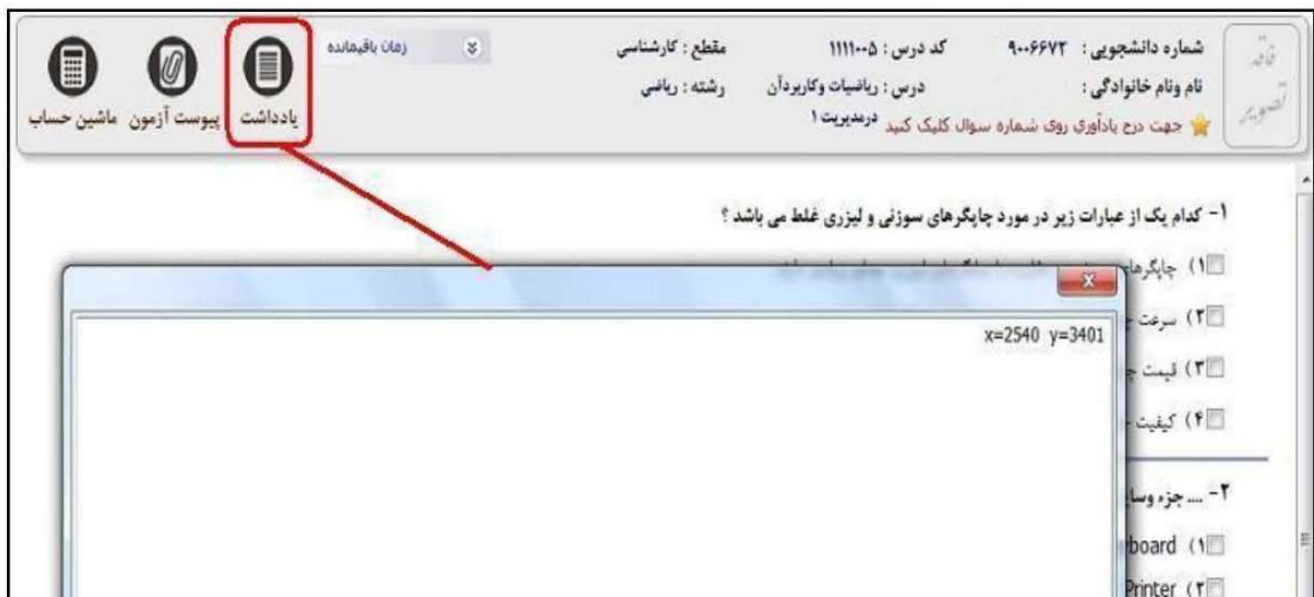 فاقد
تصویر
شماره دانشجویی : ۹۰۰۶۶۷۲ کد درس : ۱۱۱۱۰۰۵ مقطع : کارشناسی
نام ونام خانوادگی : درس : ریاضیات وکاربردآن رشته : ریاضی
جهت درج یادآوری روی شماره سوال کلیک کنید درمدیریت ۱
زمان باقیمانده
یادداشت پیوست آزمون ماشین حساب
۱- کدام یک از عبارات زیر در مورد چاپگرهای سوزنی و لیزری غلط می باشد ؟
۱) چاپگرها
x=2540 y=3401
۲) سرعت
۳) قیمت
۴) کیفیت
۲- .... جزء وسا
board (۱
Printer (۲